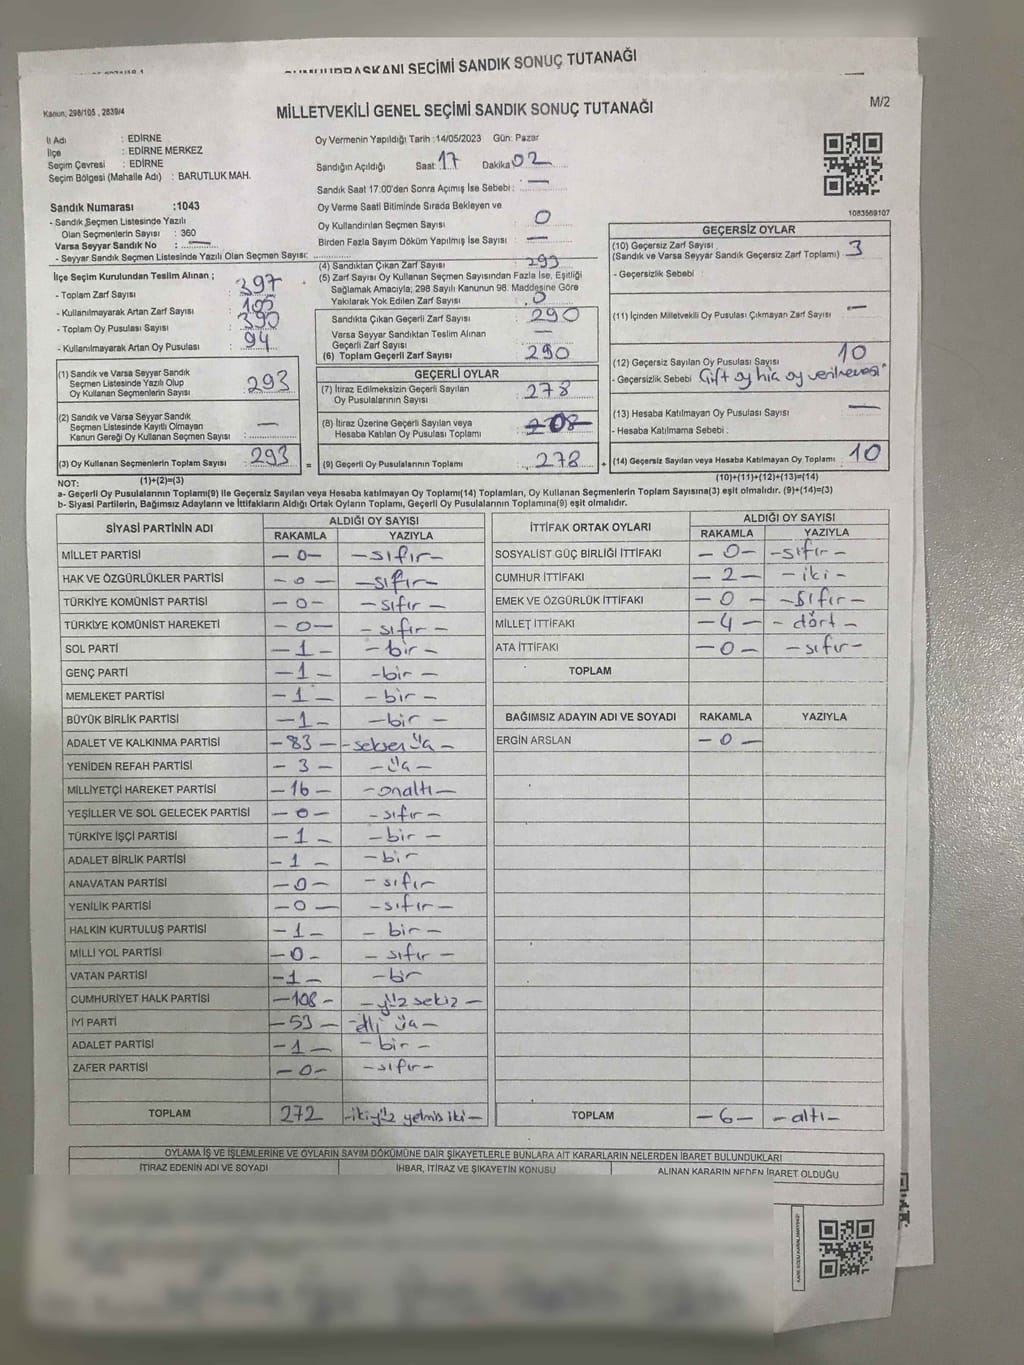 CUMHURBAŞKANI SEÇİMİ SANDIK SONUÇ TUTANAĞI
Kanun, 298/105 , 2839/4
MİLLETVEKİLİ GENEL SEÇİMİ SANDIK SONUÇ TUTANAĞI
M/2
İl Adı : EDİRNE
İlçe : EDİRNE MERKEZ
Seçim Çevresi : EDİRNE
Seçim Bölgesi (Mahalle Adı) : BARUTLUK MAH.
Sandık Numarası :1043
- Sandık Seçmen Listesinde Yazılı
Olan Seçmenlerin Sayısı : 360
Varsa Seyyar Sandık No : —
- Seyyar Sandık Seçmen Listesinde Yazılı Olan Seçmen Sayısı:
Oy Vermenin Yapıldığı Tarih :14/05/2023 Gün: Pazar
Sandığın Açıldığı Saat 17 Dakika 02
Sandık Saat 17:00'den Sonra Açımış İse Sebebi : —
Oy Verme Saati Bitiminde Sırada Bekleyen ve
Oy Kullandırılan Seçmen Sayısı 0
Birden Fazla Sayım Döküm Yapılmış İse Sayısı : —
1083569107
İlçe Seçim Kurulundan Teslim Alınan ;
- Toplam Zarf Sayısı : 397
- Kullanılmayarak Artan Zarf Sayısı :
- Toplam Oy Pusulası Sayısı : 390
- Kullanılmayarak Artan Oy Pusulası : 94
(1) Sandık ve Varsa Seyyar Sandık
Seçmen Listesinde Yazılı Olup
Oy Kullanan Seçmenlerin Sayısı : 293
(2) Sandık ve Varsa Seyyar Sandık
Seçmen Listesinde Kayıtlı Olmayan
Kanun Gereği Oy Kullanan Seçmen Sayısı : —
(3) Oy Kullanan Seçmenlerin Toplam Sayısı 293
(1)+(2)=(3)
(4) Sandıktan Çıkan Zarf Sayısı : 293
(5) Zarf Sayısı Oy Kullanan Seçmen Sayısından Fazla İse, Eşitliği
Sağlamak Amacıyla, 298 Sayılı Kanunun 98. Maddesine Göre
Yakılarak Yok Edilen Zarf Sayısı : 0
Sandıkta Çıkan Geçerli Zarf Sayısı : 290
Varsa Seyyar Sandıktan Teslim Alınan
Geçerli Zarf Sayısı —
(6) Toplam Geçerli Zarf Sayısı : 290
GEÇERLİ OYLAR
(7) İtiraz Edilmeksizin Geçerli Sayılan
Oy Pusulalarının Sayısı : 278
(8) İtiraz Üzerine Geçerli Sayılan veya
Hesaba Katılan Oy Pusulası Toplamı :
= (9) Geçerli Oy Pusulalarının Toplamı : 278
GEÇERSİZ OYLAR
(10) Geçersiz Zarf Sayısı
(Sandık ve Varsa Seyyar Sandık Geçersiz Zarf Toplamı) 3
- Geçersizlik Sebebi :
(11) İçinden Milletvekili Oy Pusulası Çıkmayan Zarf Sayısı : —
(12) Geçersiz Sayılan Oy Pusulası Sayısı : 10
- Geçersizlik Sebebi Çift oy hiç oy verilmemesi
(13) Hesaba Katılmayan Oy Pusulası Sayısı : —
- Hesaba Katılmama Sebebi :
+ (14) Geçersiz Sayılan veya Hesaba Katılmayan Oy Toplamı 10
(10)+(11)+(12)+(13)=(14)
NOT:
a- Geçerli Oy Pusulalarının Toplamı(9) ile Geçersiz Sayılan veya Hesaba katılmayan Oy Toplamı(14) Toplamları, Oy Kullanan Seçmenlerin Toplam Sayısına(3) eşit olmalıdır. (9)+(14)=(3)
b- Siyasi Partilerin, Bağımsız Adayların ve İttifakların Aldığı Ortak Oyların Toplamı, Geçerli Oy Pusulalarının Toplamına(9) eşit olmalıdır.
SİYASİ PARTİNİN ADI ALDIĞI OY SAYISI
RAKAMLA YAZIYLA
MİLLET PARTİSİ — 0 — — sıfır —
HAK VE ÖZGÜRLÜKLER PARTİSİ — 0 — — sıfır —
TÜRKİYE KOMÜNİST PARTİSİ — 0 — — sıfır —
TÜRKİYE KOMÜNİST HAREKETİ — 0 — — sıfır —
SOL PARTİ — 1 — — bir —
GENÇ PARTİ — 1 — — bir —
MEMLEKET PARTİSİ — 1 — — bir —
BÜYÜK BİRLİK PARTİSİ — 1 — — bir —
ADALET VE KALKINMA PARTİSİ — 83 — — seksen üç —
YENİDEN REFAH PARTİSİ — 3 — — üç —
MİLLİYETÇİ HAREKET PARTİSİ — 16 — — onaltı —
YEŞİLLER VE SOL GELECEK PARTİSİ — 0 — — sıfır —
TÜRKİYE İŞÇİ PARTİSİ — 1 — — bir —
ADALET BİRLİK PARTİSİ — 1 — — bir
ANAVATAN PARTİSİ — 0 — — sıfır
YENİLİK PARTİSİ — 0 — — sıfır —
HALKIN KURTULUŞ PARTİSİ — 1 — — bir —
MİLLİ YOL PARTİSİ — 0 — — sıfır —
VATAN PARTİSİ — 1 — — bir
CUMHURİYET HALK PARTİSİ — 108 — — yüz sekiz —
İYİ PARTİ — 53 — — elli üç —
ADALET PARTİSİ — 1 — — bir —
ZAFER PARTİSİ — 0 — — sıfır —
TOPLAM 272 — ikiyüz yetmis iki —
İTTİFAK ORTAK OYLARI ALDIĞI OY SAYISI
RAKAMLA YAZIYLA
SOSYALİST GÜÇ BİRLİĞİ İTTİFAKI — 0 — — sıfır —
CUMHUR İTTİFAKI — 2 — — iki —
EMEK VE ÖZGÜRLÜK İTTİFAKI — 0 — — sıfır —
MİLLET İTTİFAKI — 4 — — dört —
ATA İTTİFAKI — 0 — — sıfır —
TOPLAM
BAĞIMSIZ ADAYIN ADI VE SOYADI RAKAMLA YAZIYLA
ERGİN ARSLAN — 0 —
TOPLAM — 6 — — altı —
OYLAMA İŞ VE İŞLEMLERİNE VE OYLARIN SAYIM DÖKÜMÜNE DAİR ŞİKAYETLERLE BUNLARA AİT KARARLARIN NELERDEN İBARET BULUNDUKLARI
İTİRAZ EDENİN ADI VE SOYADI İHBAR, İTİRAZ VE ŞİKAYETİN KONUSU ALINAN KARARIN NEDEN İBARET OLDUĞU